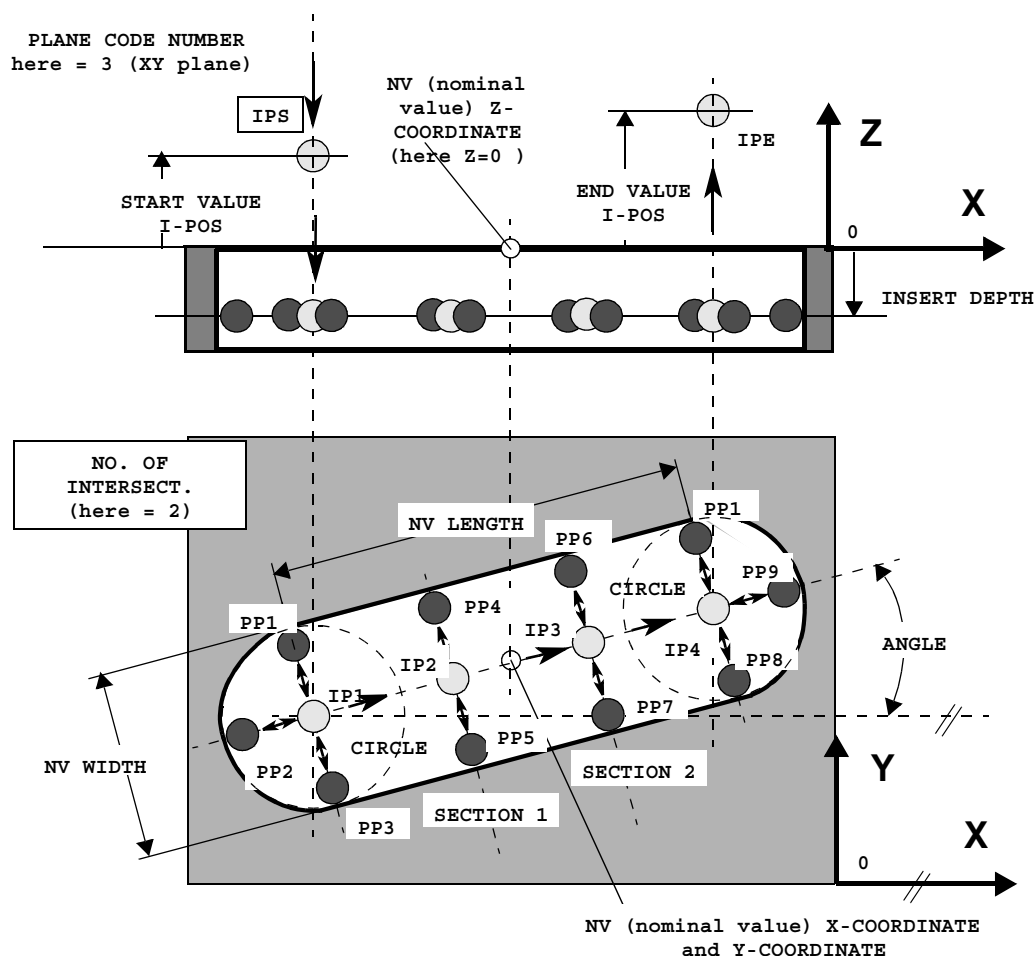 PLANE CODE NUMBER
here = 3 (XY plane)
IPS
NV (nominal
value) Z-
COORDINATE
(here Z=0 )
IPE
Z
START VALUE
I-POS
END VALUE
I-POS
X
0
INSERT DEPTH
NO. OF
INTERSECT.
(here = 2)
NV LENGTH
PP1
PP6
PP9
CIRCLE
PP4
PP1
IP3
IP4
ANGLE
IP2
PP8
IP1
PP7
PP5
CIRCLE
NV WIDTH
PP2
SECTION 2
Y
SECTION 1
PP3
X
0
NV (nominal value) X-COORDINATE
and Y-COORDINATE